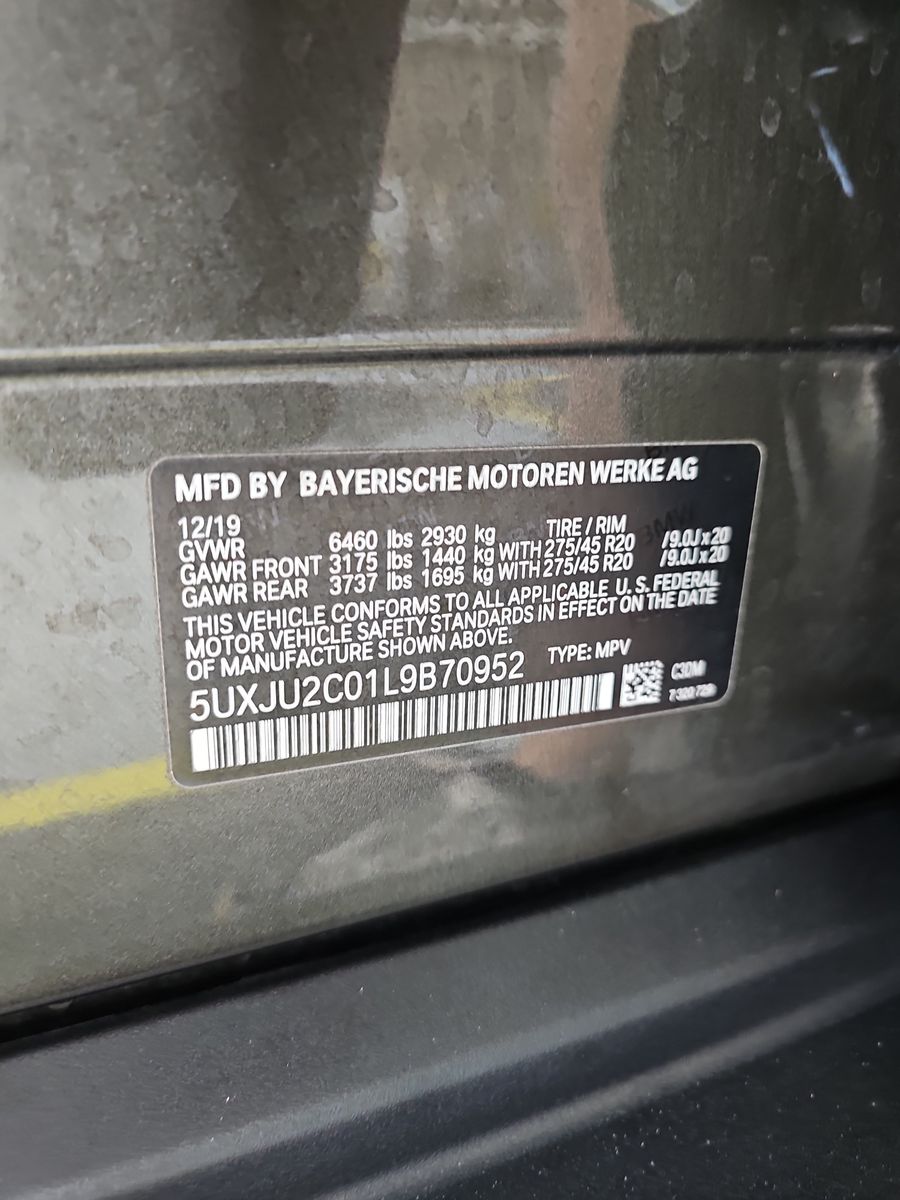 MFD BY BAYERISCHE MOTOREN WERKE AG
12/19 TIRE / RIM
GVWR 6460 lbs 2930 kg
GAWR FRONT 3175 lbs 1440 kg WITH 275/45 R20 /9.0J x 20
GAWR REAR 3737 lbs 1695 kg WITH 275/45 R20 /9.0J x 20
THIS VEHICLE CONFORMS TO ALL APPLICABLE U.S. FEDERAL
MOTOR VEHICLE SAFETY STANDARDS IN EFFECT ON THE DATE
OF MANUFACTURE SHOWN ABOVE.
5UXJU2C01L9B70952 TYPE: MPV
C3DM